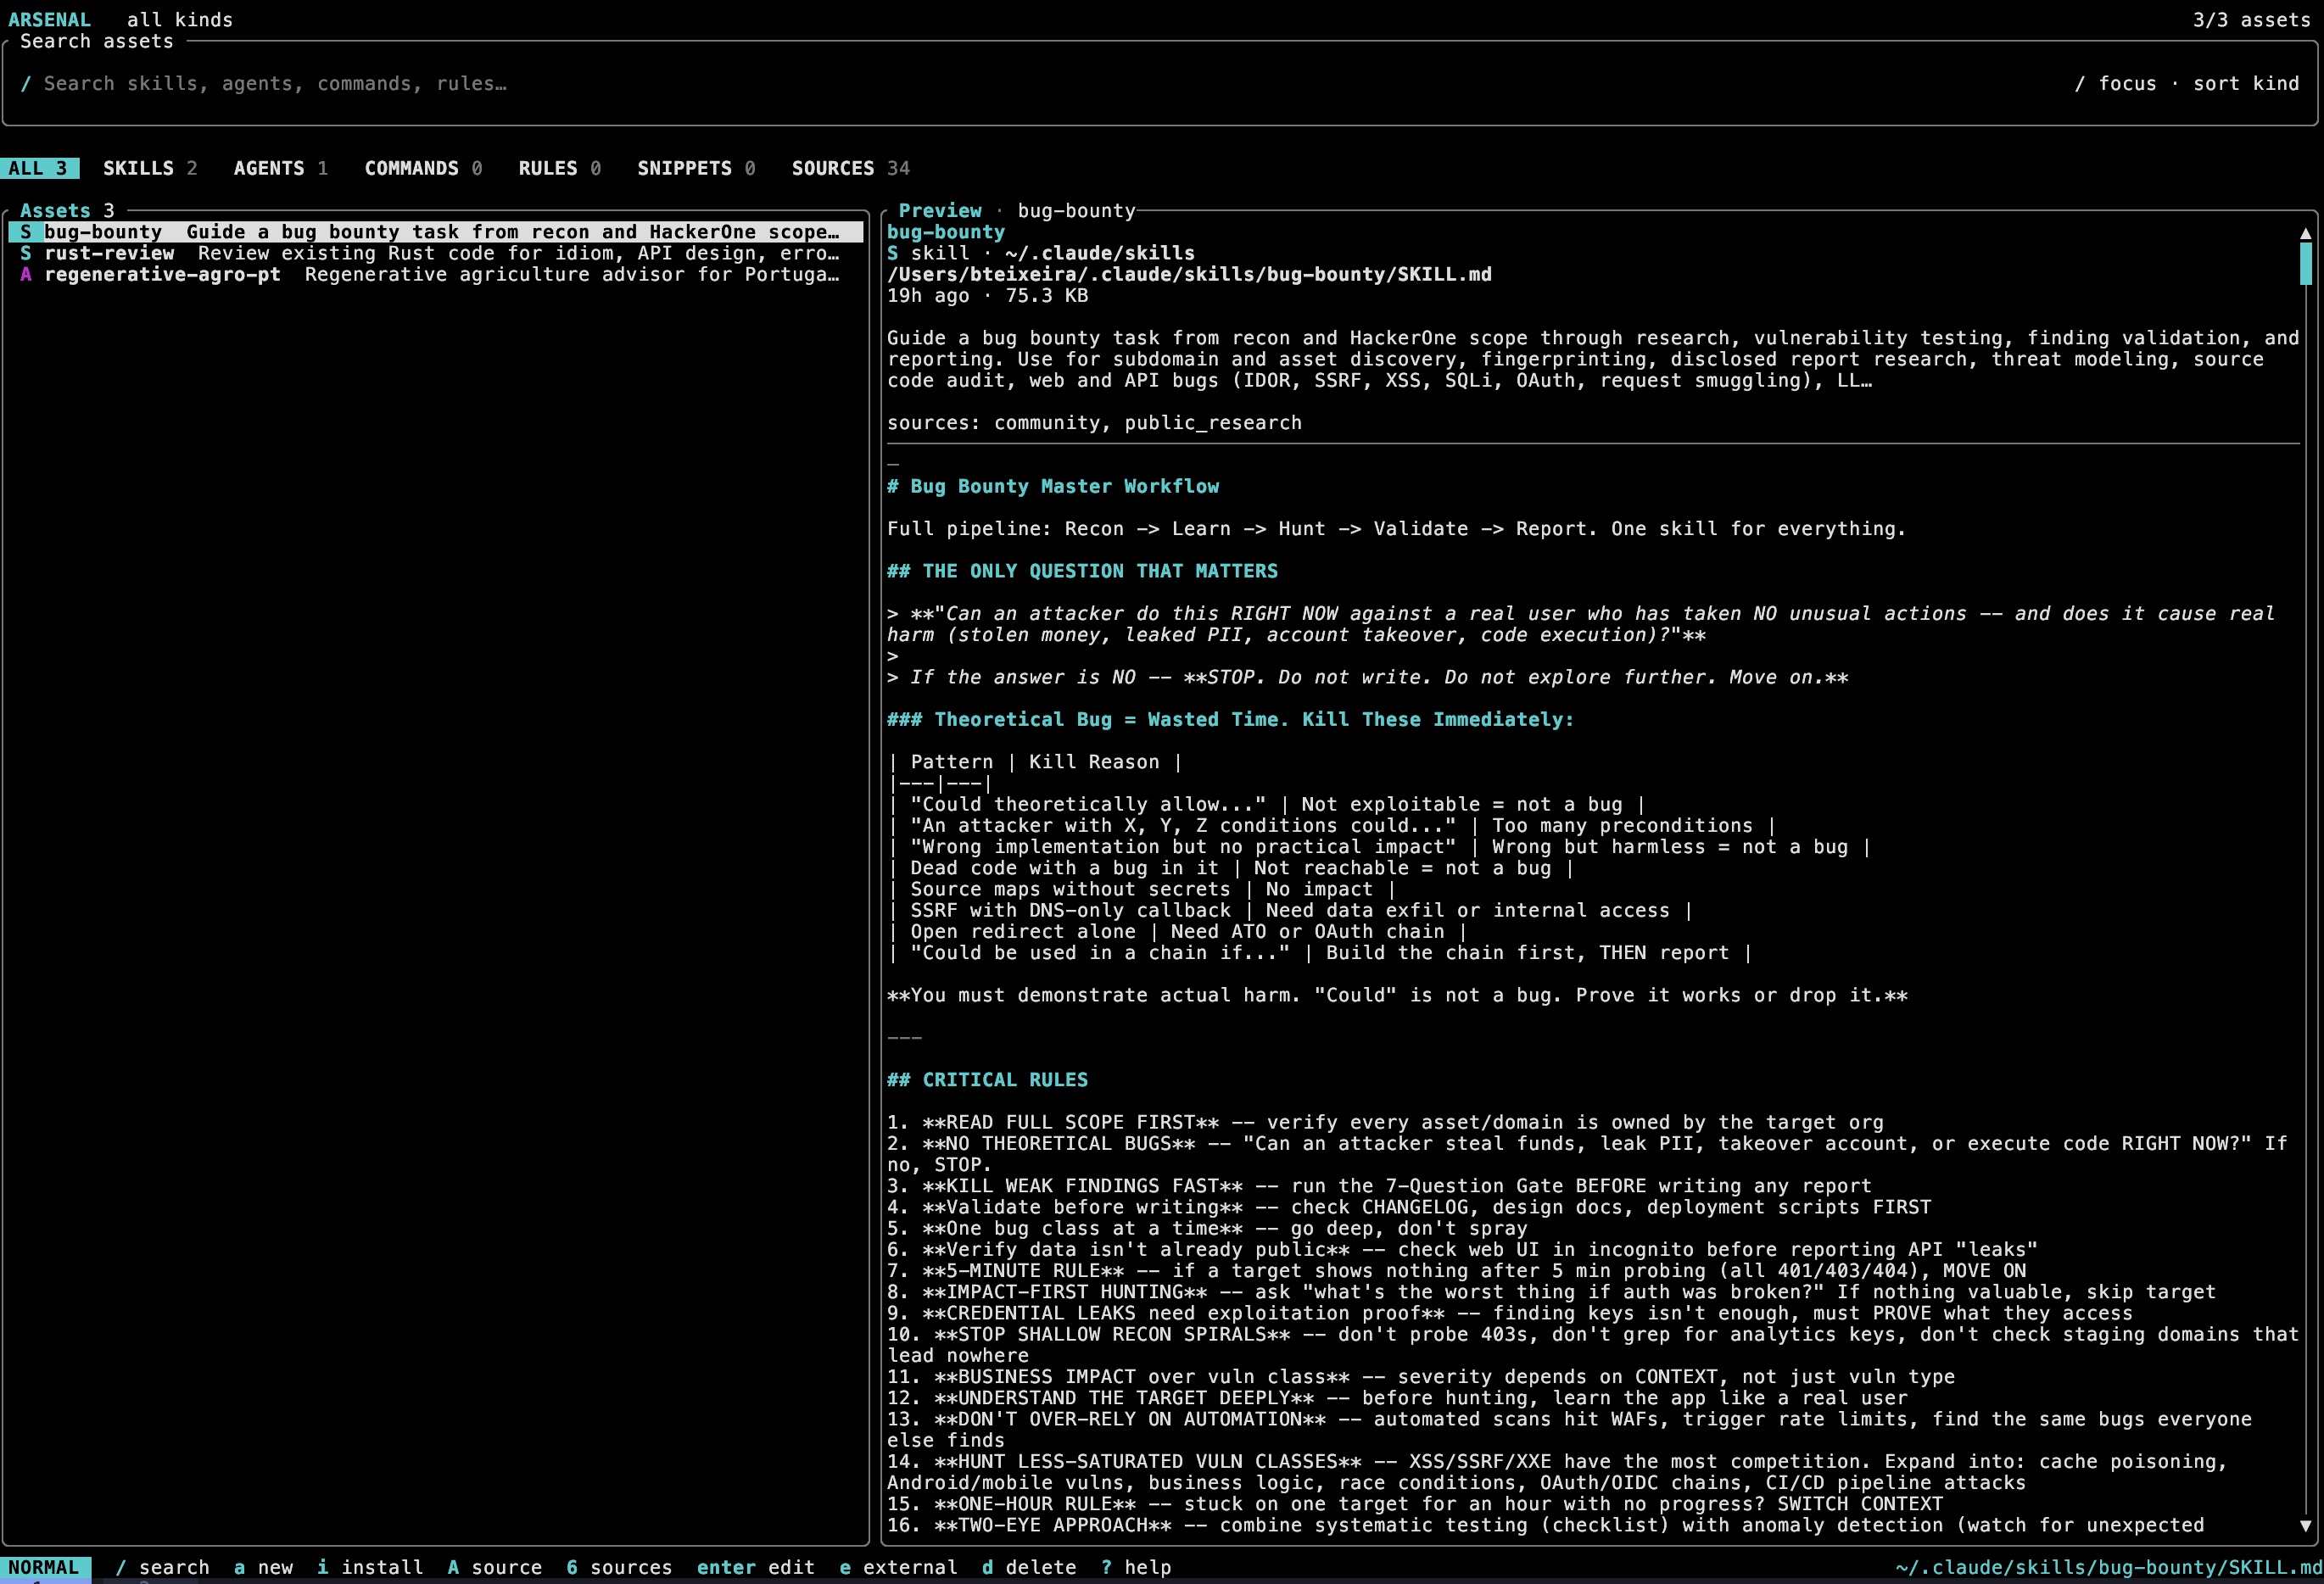 ARSENAL   all kinds   3/3 assets
Search assets
/ Search skills, agents, commands, rules…   / focus · sort kind
ALL 3   SKILLS 2   AGENTS 1   COMMANDS 0   RULES 0   SNIPPETS 0   SOURCES 34
Assets 3
S bug-bounty  Guide a bug bounty task from recon and HackerOne scope…
S rust-review  Review existing Rust code for idiom, API design, erro…
A regenerative-agro-pt  Regenerative agriculture advisor for Portuga…
Preview · bug-bounty
bug-bounty
S skill · ~/.claude/skills
/Users/bteixeira/.claude/skills/bug-bounty/SKILL.md
19h ago · 75.3 KB
Guide a bug bounty task from recon and HackerOne scope through research, vulnerability testing, finding validation, and
reporting. Use for subdomain and asset discovery, fingerprinting, disclosed report research, threat modeling, source
code audit, web and API bugs (IDOR, SSRF, XSS, SQLi, OAuth, request smuggling), LL…
sources: community, public_research
# Bug Bounty Master Workflow
Full pipeline: Recon -> Learn -> Hunt -> Validate -> Report. One skill for everything.
## THE ONLY QUESTION THAT MATTERS
> **"Can an attacker do this RIGHT NOW against a real user who has taken NO unusual actions -- and does it cause real
harm (stolen money, leaked PII, account takeover, code execution)?"**
>
> If the answer is NO -- **STOP. Do not write. Do not explore further. Move on.**
### Theoretical Bug = Wasted Time. Kill These Immediately:
| Pattern | Kill Reason |
|---|---|
| "Could theoretically allow..." | Not exploitable = not a bug |
| "An attacker with X, Y, Z conditions could..." | Too many preconditions |
| "Wrong implementation but no practical impact" | Wrong but harmless = not a bug |
| Dead code with a bug in it | Not reachable = not a bug |
| Source maps without secrets | No impact |
| SSRF with DNS-only callback | Need data exfil or internal access |
| Open redirect alone | Need ATO or OAuth chain |
| "Could be used in a chain if..." | Build the chain first, THEN report |
**You must demonstrate actual harm. "Could" is not a bug. Prove it works or drop it.**
---
## CRITICAL RULES
1. **READ FULL SCOPE FIRST** -- verify every asset/domain is owned by the target org
2. **NO THEORETICAL BUGS** -- "Can an attacker steal funds, leak PII, takeover account, or execute code RIGHT NOW?" If
no, STOP.
3. **KILL WEAK FINDINGS FAST** -- run the 7-Question Gate BEFORE writing any report
4. **Validate before writing** -- check CHANGELOG, design docs, deployment scripts FIRST
5. **One bug class at a time** -- go deep, don't spray
6. **Verify data isn't already public** -- check web UI in incognito before reporting API "leaks"
7. **5-MINUTE RULE** -- if a target shows nothing after 5 min probing (all 401/403/404), MOVE ON
8. **IMPACT-FIRST HUNTING** -- ask "what's the worst thing if auth was broken?" If nothing valuable, skip target
9. **CREDENTIAL LEAKS need exploitation proof** -- finding keys isn't enough, must PROVE what they access
10. **STOP SHALLOW RECON SPIRALS** -- don't probe 403s, don't grep for analytics keys, don't check staging domains that
lead nowhere
11. **BUSINESS IMPACT over vuln class** -- severity depends on CONTEXT, not just vuln type
12. **UNDERSTAND THE TARGET DEEPLY** -- before hunting, learn the app like a real user
13. **DON'T OVER-RELY ON AUTOMATION** -- automated scans hit WAFs, trigger rate limits, find the same bugs everyone
else finds
14. **HUNT LESS-SATURATED VULN CLASSES** -- XSS/SSRF/XXE have the most competition. Expand into: cache poisoning,
Android/mobile vulns, business logic, race conditions, OAuth/OIDC chains, CI/CD pipeline attacks
15. **ONE-HOUR RULE** -- stuck on one target for an hour with no progress? SWITCH CONTEXT
16. **TWO-EYE APPROACH** -- combine systematic testing (checklist) with anomaly detection (watch for unexpected
NORMAL   / search   a new   i install   A source   6 sources   enter edit   e external   d delete   ? help   ~/.claude/skills/bug-bounty/SKILL.md